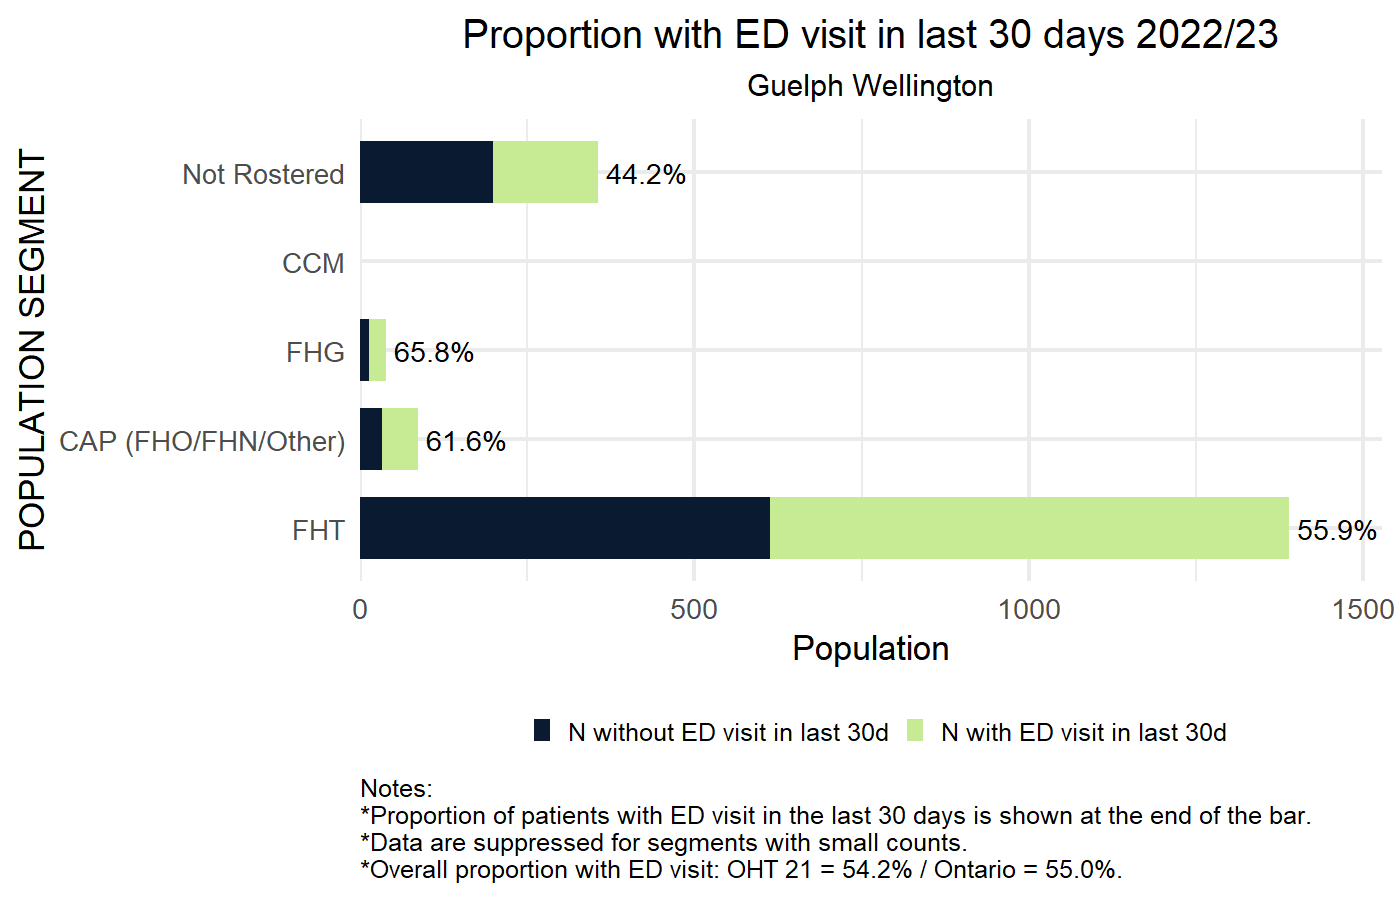 Proportion with ED visit in last 30 days 2022/23
Guelph Wellington
POPULATION SEGMENT
Not Rostered
44.2%
CCM
FHG
65.8%
CAP (FHO/FHN/Other)
61.6%
FHT
55.9%
0 500 1000 1500
Population
N without ED visit in last 30d N with ED visit in last 30d
Notes:
*Proportion of patients with ED visit in the last 30 days is shown at the end of the bar.
*Data are suppressed for segments with small counts.
*Overall proportion with ED visit: OHT 21 = 54.2% / Ontario = 55.0%.